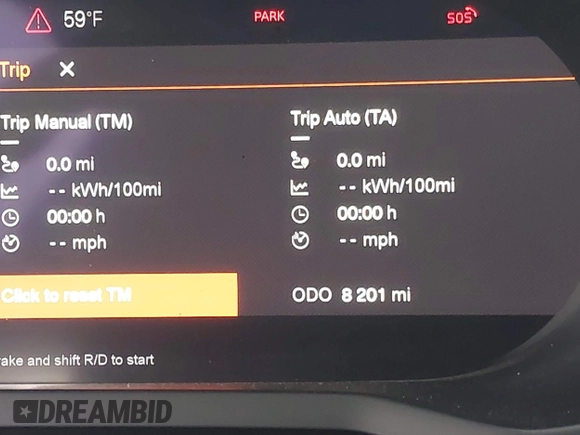 59°F PARK SOS
Trip ×
Trip Manual (TM) Trip Auto (TA)
0.0 mi 0.0 mi
-- kWh/100mi -- kWh/100mi
00:00 h 00:00 h
-- mph -- mph
Click to reset TM ODO 8 201 mi
rake and shift R/D to start
DREAMBID